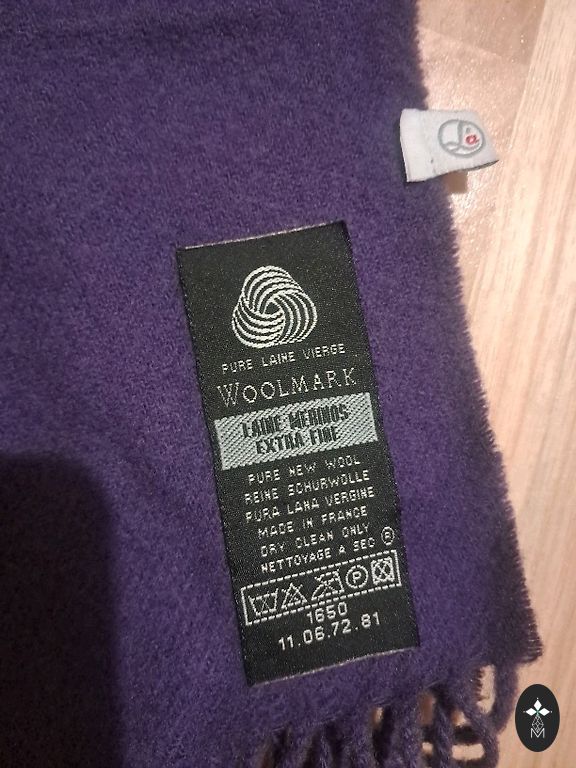 a
PURE LAINE VIERGE
WOOLMARK
LAINE MERINOS
EXTRA FINE
PURE NEW WOOL
REINE SCHURWOLLE
PURA LANA VERGINE
MADE IN FRANCE
DRY CLEAN ONLY
NETTOYAGE A SEC ®
P
1650
11.06.72.81
M